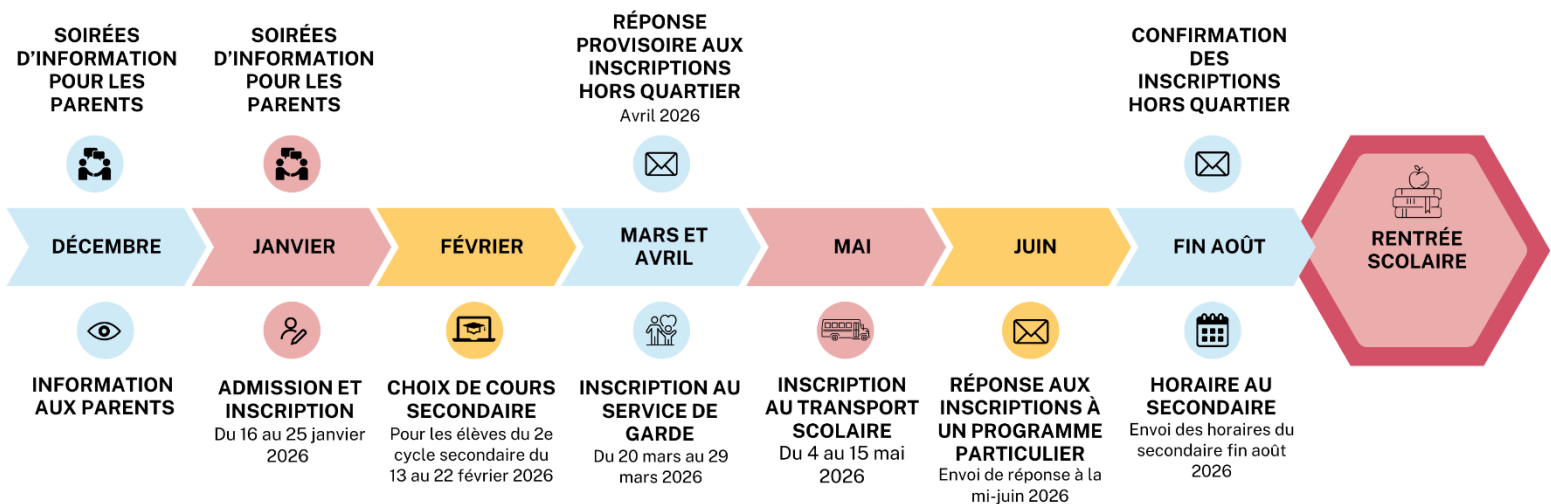 SOIRÉES
D'INFORMATION
POUR LES
PARENTS
SOIRÉES
D'INFORMATION
POUR LES
PARENTS
RÉPONSE
PROVISOIRE AUX
INSCRIPTIONS
HORS QUARTIER
Avril 2026
CONFIRMATION
DES
INSCRIPTIONS
HORS QUARTIER
DÉCEMBRE
JANVIER
FÉVRIER
MARS ET
AVRIL
MAI
JUIN
FIN AOÛT
RENTRÉE
SCOLAIRE
INFORMATION
AUX PARENTS
ADMISSION ET
INSCRIPTION
Du 16 au 25 janvier
2026
CHOIX DE COURS
SECONDAIRE
Pour les élèves du 2e
cycle secondaire du
13 au 22 février 2026
INSCRIPTION AU
SERVICE DE
GARDE
Du 20 mars au 29
mars 2026
INSCRIPTION
AU TRANSPORT
SCOLAIRE
Du 4 au 15 mai
2026
RÉPONSE AUX
INSCRIPTIONS À
UN PROGRAMME
PARTICULIER
Envoi de réponse à la
mi-juin 2026
HORAIRE AU
SECONDAIRE
Envoi des horaires du
secondaire fin août
2026